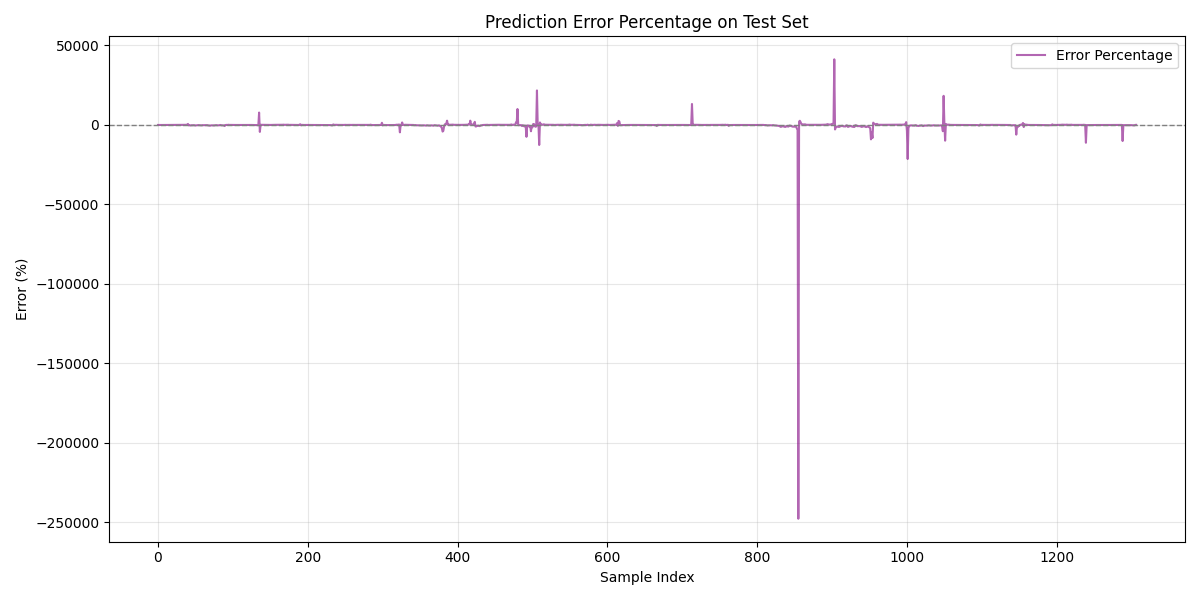 Prediction Error Percentage on Test Set
Error Percentage
Error (%)
50000
0
−50000
−100000
−150000
−200000
−250000
0 200 400 600 800 1000 1200
Sample Index